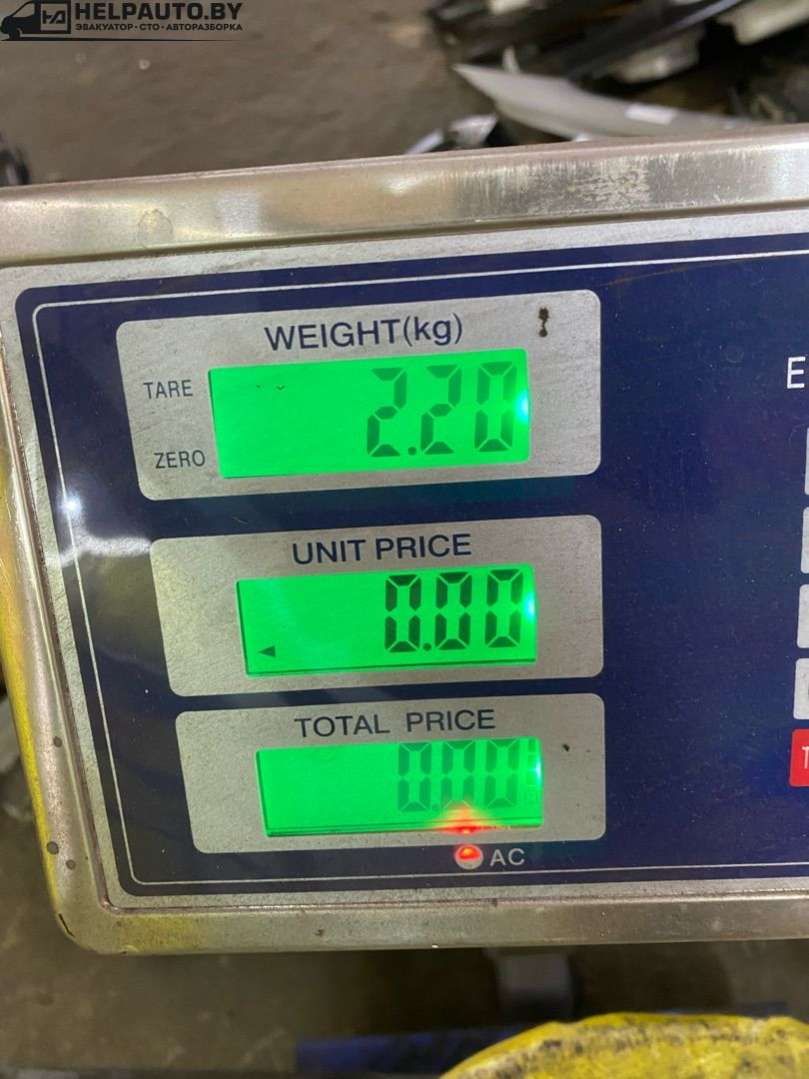 HELPAUTO.BY
ЭВАКУАТОР•СТО•АВТОРАЗБОРКА
WEIGHT(kg)
TARE
ZERO
2.20
E
UNIT PRICE
0.00
TOTAL PRICE
0.00
T
AC